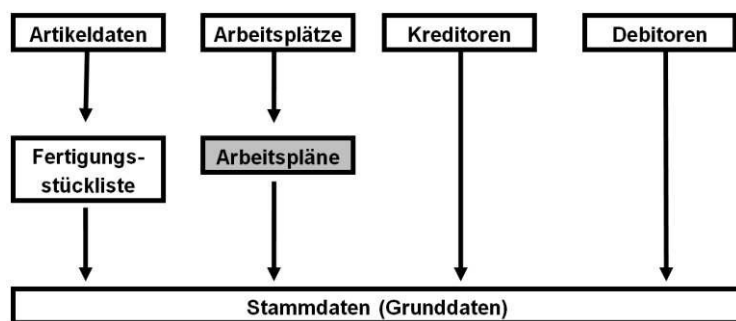 Artikeldaten
Arbeitsplätze
Kreditoren
Debitoren
Fertigungs-
stückliste
Arbeitspläne
Stammdaten (Grunddaten)